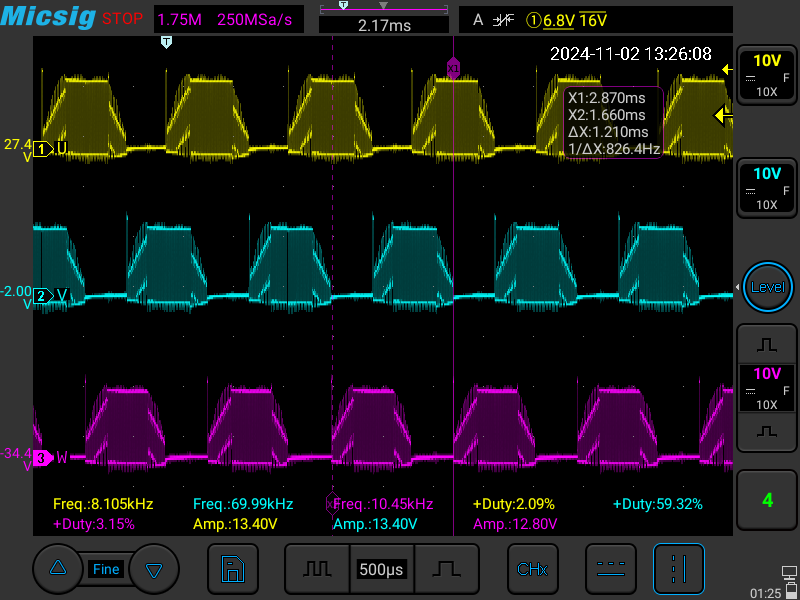 Micsig STOP 1.75M 250MSa/s T 2.17ms A ①6.8V 16V
T
2024-11-02 13:26:08
10V
F
10X
X1
X1:2.870ms
X2:1.660ms
ΔX:1.210ms
1/ΔX:826.4Hz
27.4
V
1 U
10V
F
10X
-2.00
V
2 V
Level
10V
F
10X
-34.4
V
3 W
Freq.:8.105kHz Freq.:69.99kHz Freq.:10.45kHz +Duty:2.09% +Duty:59.32%
+Duty:3.15% Amp.:13.40V Amp.:13.40V Amp.:12.80V
4
Fine 500μs CHx
01:25